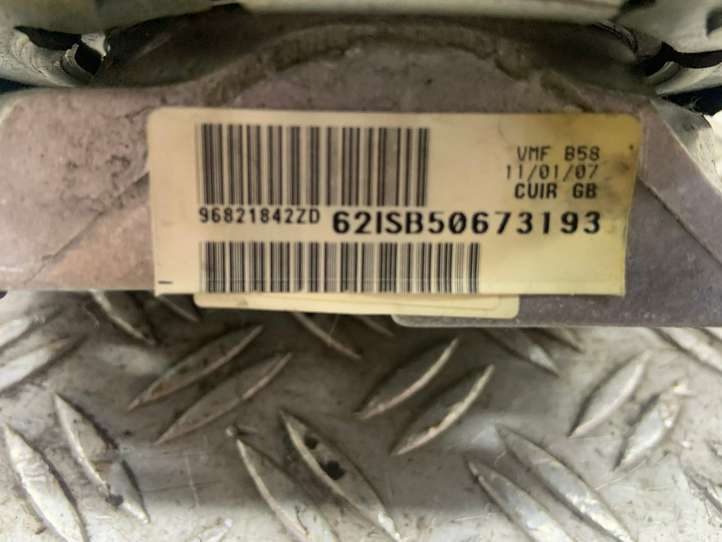 VMF B58
11/01/07
CUIR GB
96821842ZD 62ISB50673193